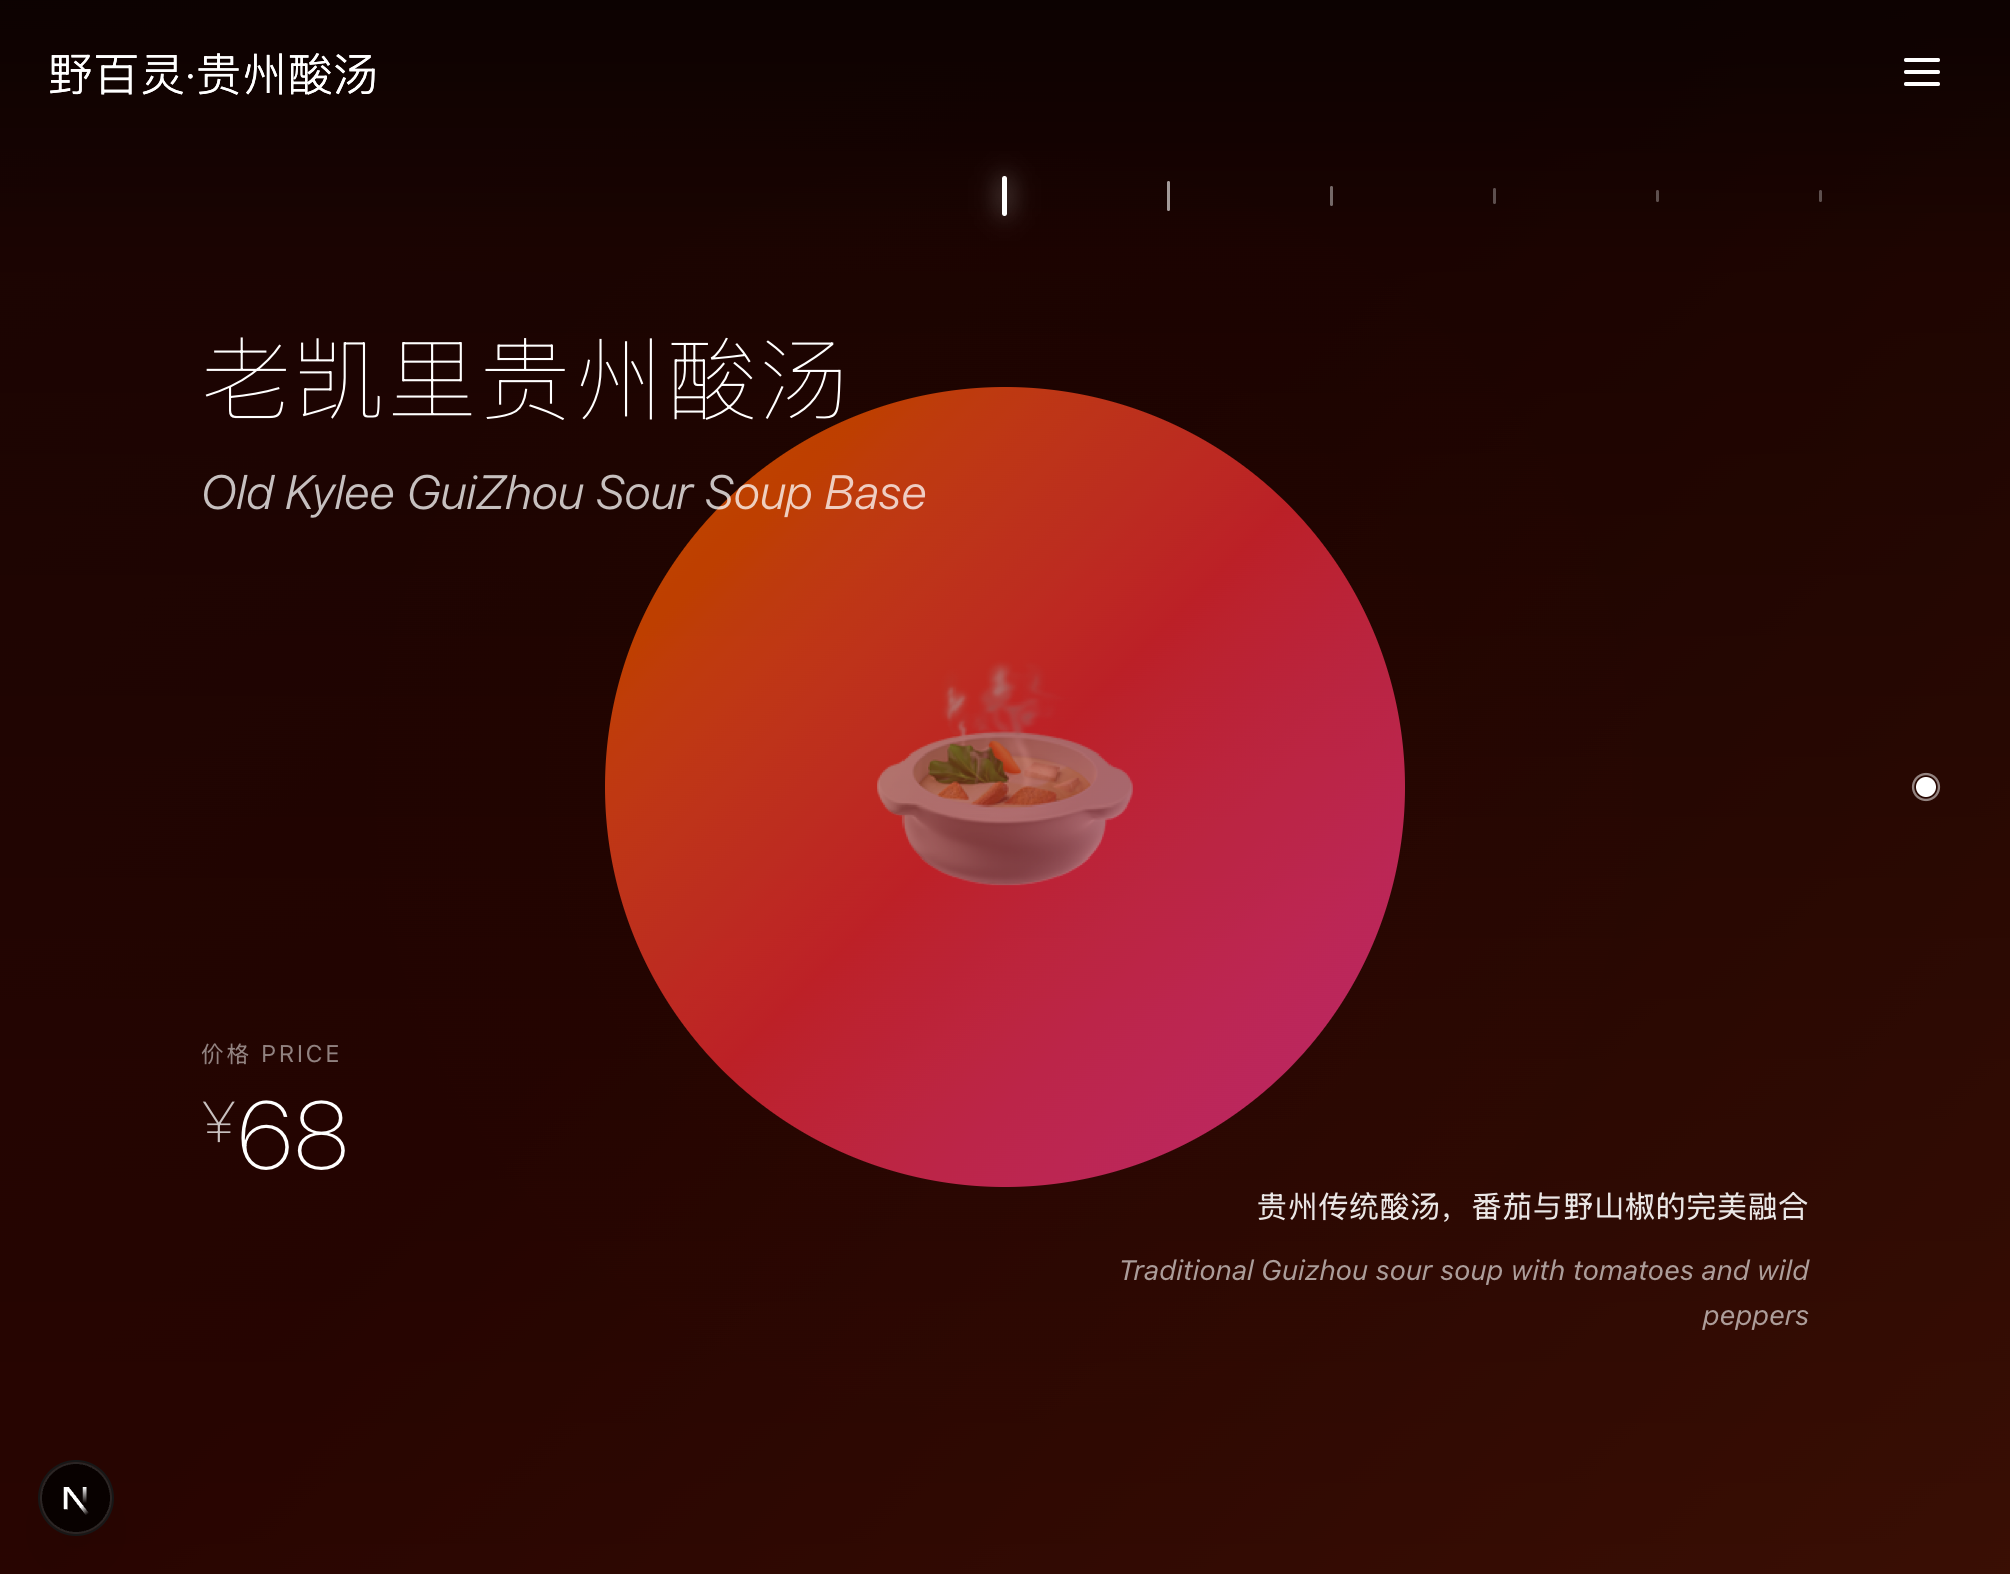 野百灵·贵州酸汤
老凯里贵州酸汤
Old Kylee GuiZhou Sour Soup Base
价格 PRICE
¥68
贵州传统酸汤，番茄与野山椒的完美融合
Traditional Guizhou sour soup with tomatoes and wild
peppers
N